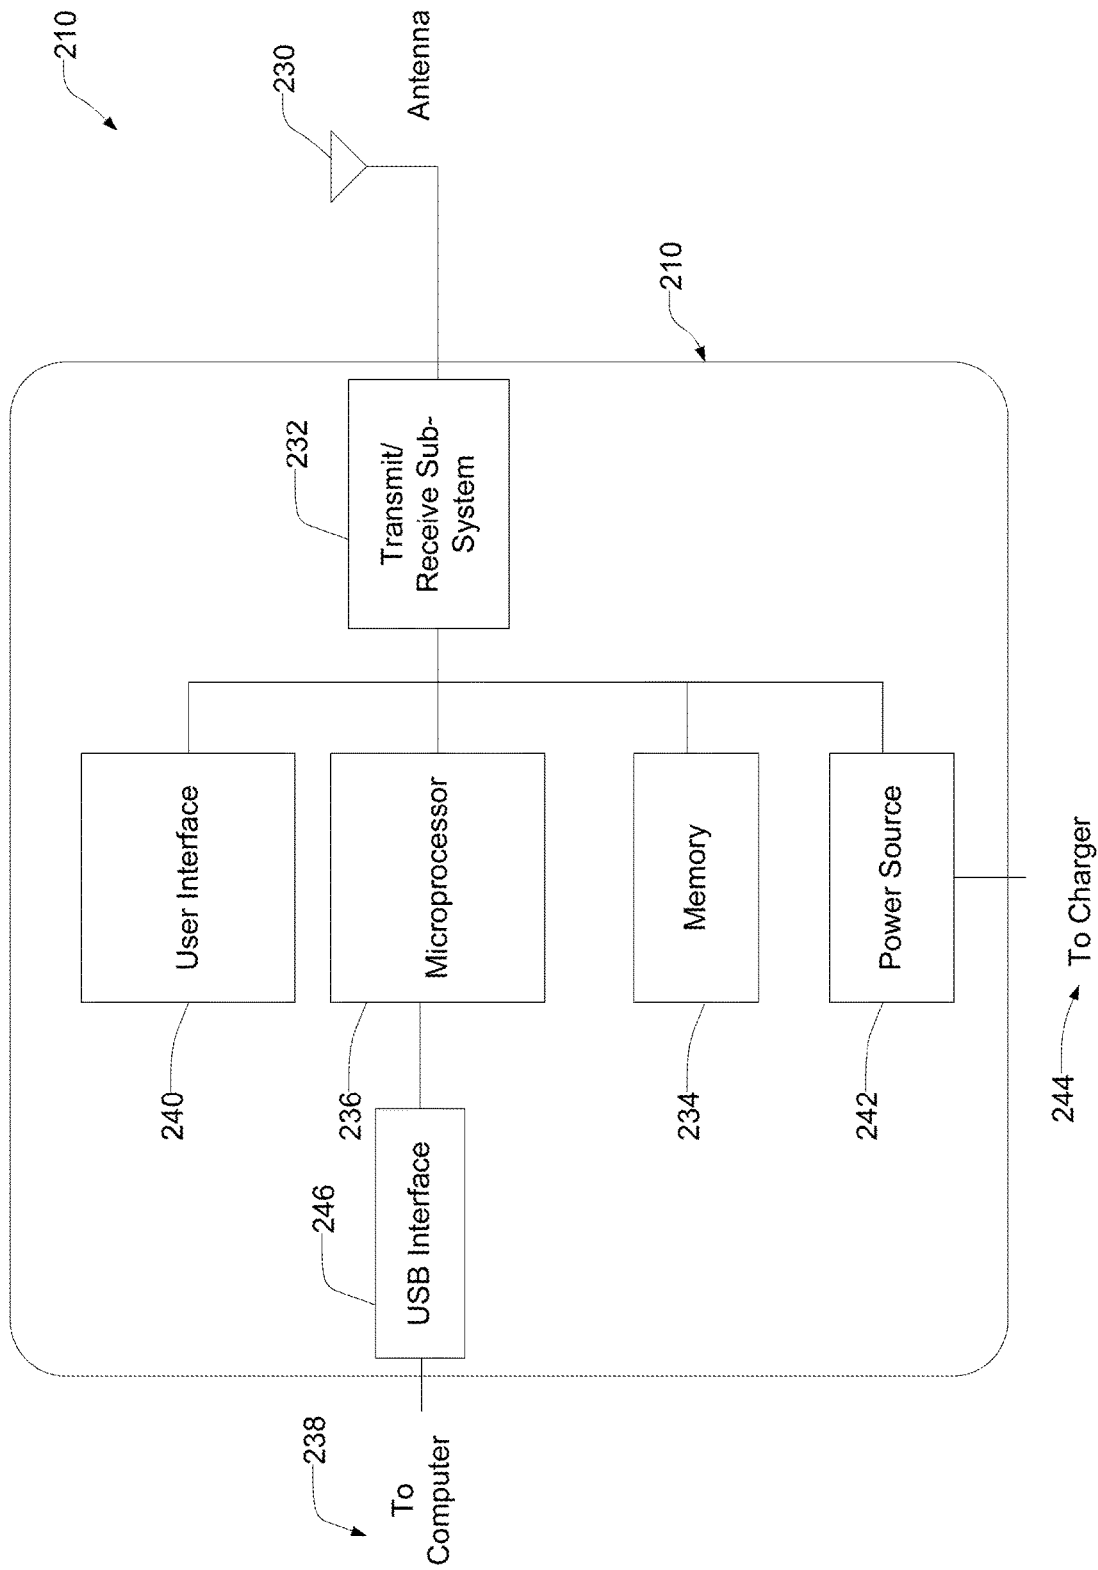 210
230
Antenna
210
232
Transmit/
Receive Sub-
System
User Interface
240
Microprocessor
236
Memory
234
Power Source
242
246
USB Interface
238
To
Computer
244
To Charger